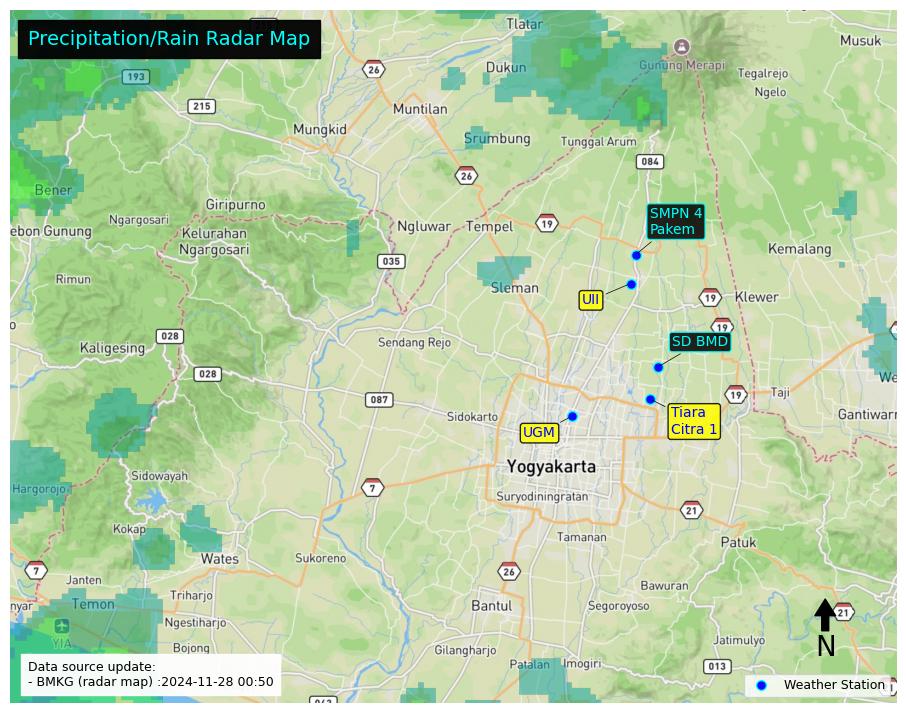 Precipitation/Rain Radar Map
Tlatar
Musuk
26
193
Dukun
Gunung Merapi
Tegalrejo
Ngelo
215
Muntilan
Mungkid
Srumbung
Tunggal Arum
084
26
Bener
Giripurno
SMPN 4
Pakem
Ngargosari
ebon Gunung
Kelurahan
Ngargosari
Ngluwar
Tempel
19
Kemalang
035
Rimun
Sleman
UII
19
Klewer
19
028
Kaligesing
Sendang Rejo
SD BMD
028
We
087
19
Taji
Sidokarto
UGM
Tiara
Citra 1
Gantiwarn
Yogyakarta
Sidowayah
Hargorojo
7
Suryodiningratan
21
Kokap
Tamanan
Patuk
Wates
Sukoreno
7
26
Janten
Bawuran
nyar
Temon
Triharjo
Bantul
Segoroyoso
21
Ngestiharjo
YIA
Bojong
Gilangharjo
Jatimulyo
N
Patalan
Imogiri
013
Data source update:
- BMKG (radar map) :2024-11-28 00:50
Weather Station